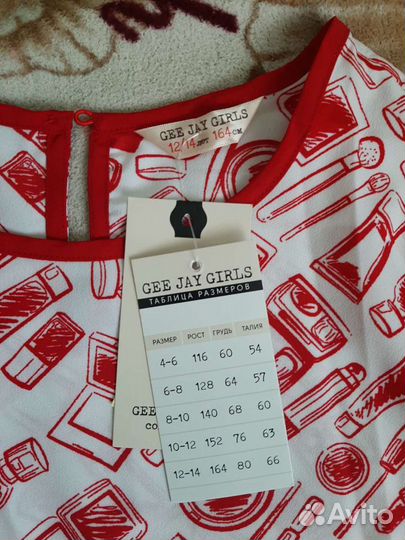 GEE JAY GIRLS
12/14 лет 164 см
GEE JAY GIRLS
ТАБЛИЦА РАЗМЕРОВ
РАЗМЕР РОСТ ГРУДЬ ТАЛИЯ
4-6 116 60 54
6-8 128 64 57
8-10 140 68 60
10-12 152 76 63
12-14 164 80 66
GEE
Avito